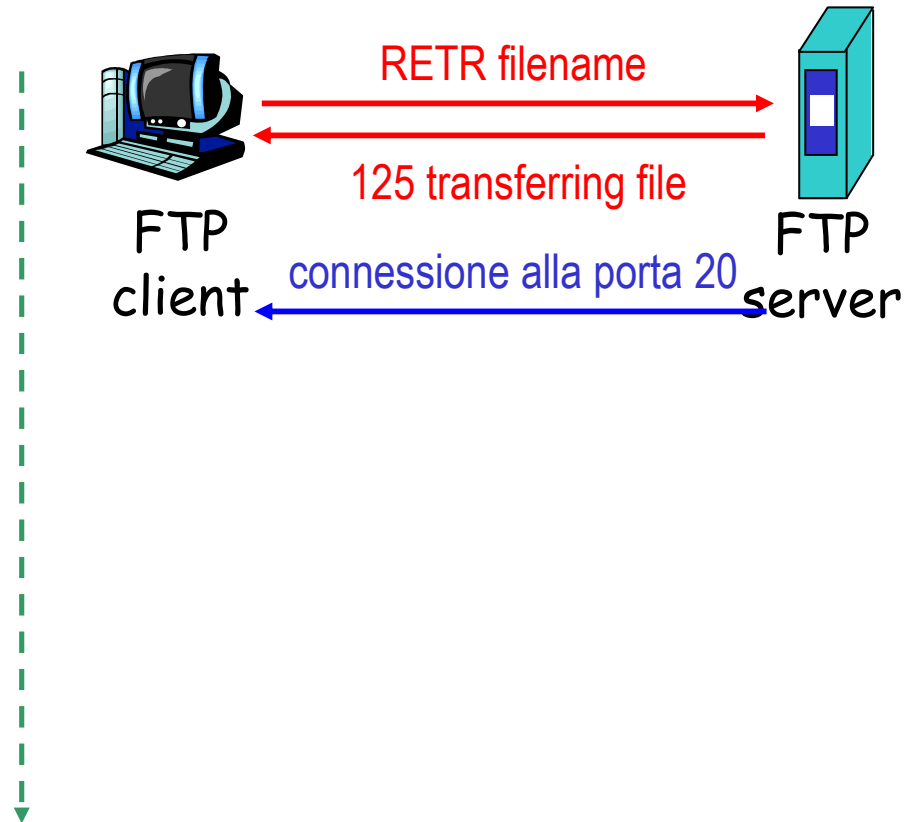 RETR filename
125 transferring file
FTP
client
FTP
server
connessione alla porta 20